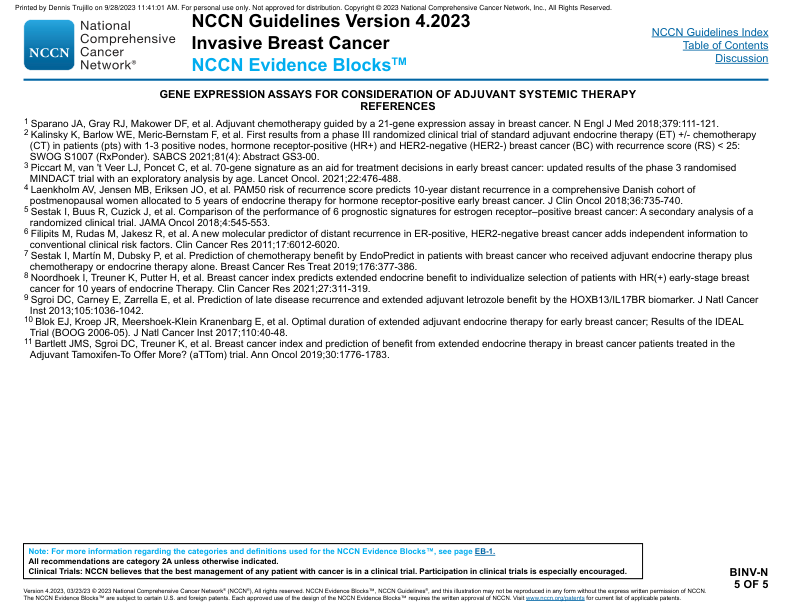 Printed by Dennis Trujillo on 9/28/2023 11:41:01 AM. For personal use only. Not approved for distribution. Copyright © 2023 National Comprehensive Cancer Network, Inc., All Rights Reserved.
NCCN
National
Comprehensive
Cancer
Network®
NCCN Guidelines Version 4.2023
Invasive Breast Cancer
NCCN Evidence Blocks™
NCCN Guidelines Index
Table of Contents
Discussion
GENE EXPRESSION ASSAYS FOR CONSIDERATION OF ADJUVANT SYSTEMIC THERAPY
REFERENCES
1 Sparano JA, Gray RJ, Makower DF, et al. Adjuvant chemotherapy guided by a 21-gene expression assay in breast cancer. N Engl J Med 2018;379:111-121.
2 Kalinsky K, Barlow WE, Meric-Bernstam F, et al. First results from a phase III randomized clinical trial of standard adjuvant endocrine therapy (ET) +/- chemotherapy
(CT) in patients (pts) with 1-3 positive nodes, hormone receptor-positive (HR+) and HER2-negative (HER2-) breast cancer (BC) with recurrence score (RS) < 25:
SWOG S1007 (RxPonder). SABCS 2021;81(4): Abstract GS3-00.
3 Piccart M, van 't Veer LJ, Poncet C, et al. 70-gene signature as an aid for treatment decisions in early breast cancer: updated results of the phase 3 randomised
MINDACT trial with an exploratory analysis by age. Lancet Oncol. 2021;22:476-488.
4 Laenkholm AV, Jensen MB, Eriksen JO, et al. PAM50 risk of recurrence score predicts 10-year distant recurrence in a comprehensive Danish cohort of
postmenopausal women allocated to 5 years of endocrine therapy for hormone receptor-positive early breast cancer. J Clin Oncol 2018;36:735-740.
5 Sestak I, Buus R, Cuzick J, et al. Comparison of the performance of 6 prognostic signatures for estrogen receptor–positive breast cancer: A secondary analysis of a
randomized clinical trial. JAMA Oncol 2018;4:545-553.
6 Filipits M, Rudas M, Jakesz R, et al. A new molecular predictor of distant recurrence in ER-positive, HER2-negative breast cancer adds independent information to
conventional clinical risk factors. Clin Cancer Res 2011;17:6012-6020.
7 Sestak I, Martín M, Dubsky P, et al. Prediction of chemotherapy benefit by EndoPredict in patients with breast cancer who received adjuvant endocrine therapy plus
chemotherapy or endocrine therapy alone. Breast Cancer Res Treat 2019;176:377-386.
8 Noordhoek I, Treuner K, Putter H, et al. Breast cancer index predicts extended endocrine benefit to individualize selection of patients with HR(+) early-stage breast
cancer for 10 years of endocrine Therapy. Clin Cancer Res 2021;27:311-319.
9 Sgroi DC, Carney E, Zarrella E, et al. Prediction of late disease recurrence and extended adjuvant letrozole benefit by the HOXB13/IL17BR biomarker. J Natl Cancer
Inst 2013;105:1036-1042.
10 Blok EJ, Kroep JR, Meershoek-Klein Kranenbarg E, et al. Optimal duration of extended adjuvant endocrine therapy for early breast cancer; Results of the IDEAL
Trial (BOOG 2006-05). J Natl Cancer Inst 2017;110:40-48.
11 Bartlett JMS, Sgroi DC, Treuner K, et al. Breast cancer index and prediction of benefit from extended endocrine therapy in breast cancer patients treated in the
Adjuvant Tamoxifen-To Offer More? (aTTom) trial. Ann Oncol 2019;30:1776-1783.
Note: For more information regarding the categories and definitions used for the NCCN Evidence Blocks™, see page EB-1.
All recommendations are category 2A unless otherwise indicated.
Clinical Trials: NCCN believes that the best management of any patient with cancer is in a clinical trial. Participation in clinical trials is especially encouraged.
BINV-N
5 OF 5
Version 4.2023, 03/23/23 © 2023 National Comprehensive Cancer Network® (NCCN®), All rights reserved. NCCN Evidence Blocks™, NCCN Guidelines®, and this illustration may not be reproduced in any form without the express written permission of NCCN.
The NCCN Evidence Blocks™ are subject to certain U.S. and foreign patents. Each approved use of the design of the NCCN Evidence Blocks™ requires the written approval of NCCN. Visit www.nccn.org/patents for current list of applicable patents.